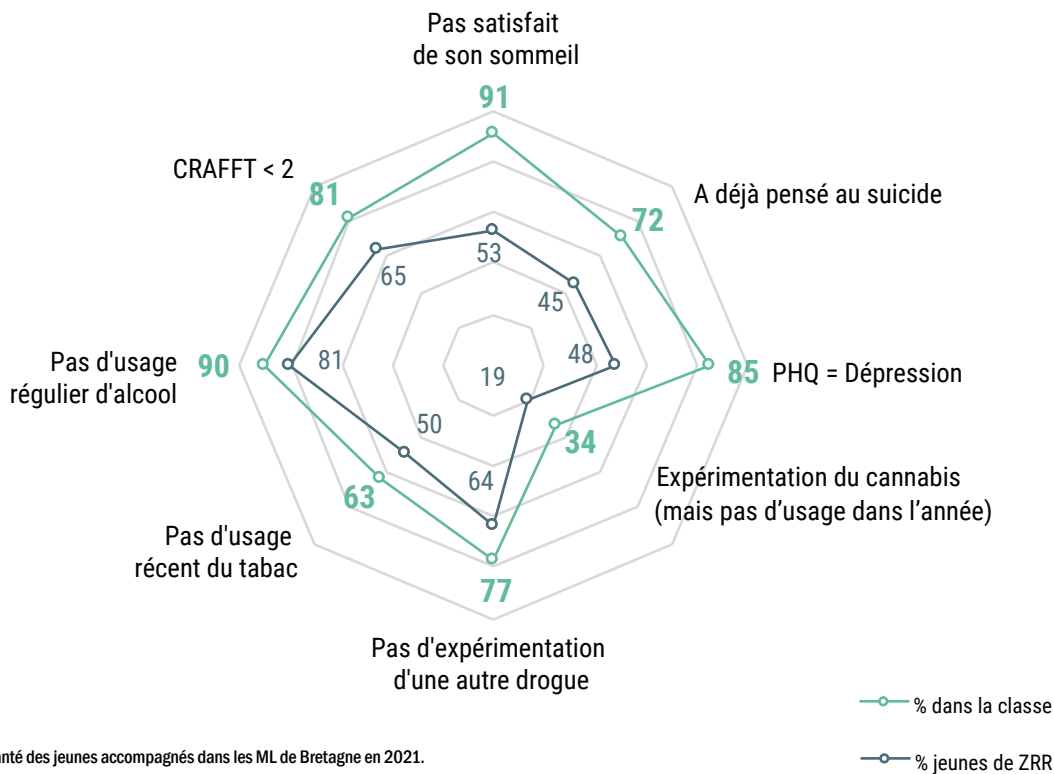 Pas satisfait
de son sommeil
91
CRAFFT < 2
81
A déjà pensé au suicide
72
53
65
45
Pas d'usage
régulier d'alcool
90
81
48
85
PHQ = Dépression
19
50
34
64
63
Expérimentation du cannabis
(mais pas d’usage dans l’année)
Pas d'usage
récent du tabac
77
Pas d'expérimentation
d'une autre drogue
% dans la classe
des jeunes accompagnés dans les ML de Bretagne en 2021.
% jeunes de ZRR